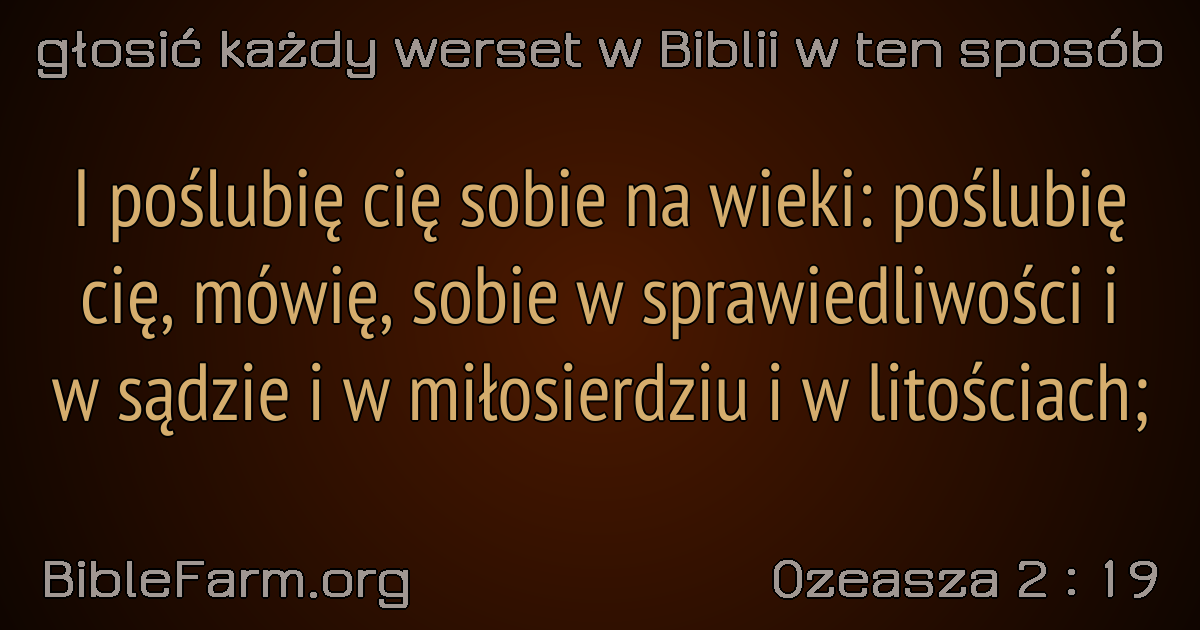 głosić każdy werset w Biblii w ten sposób
I poślubię cię sobie na wieki: poślubię
cię, mówię, sobie w sprawiedliwości i
w sądzie i w miłosierdziu i w litościach;
BibleFarm.org
Ozeasza 2 : 19